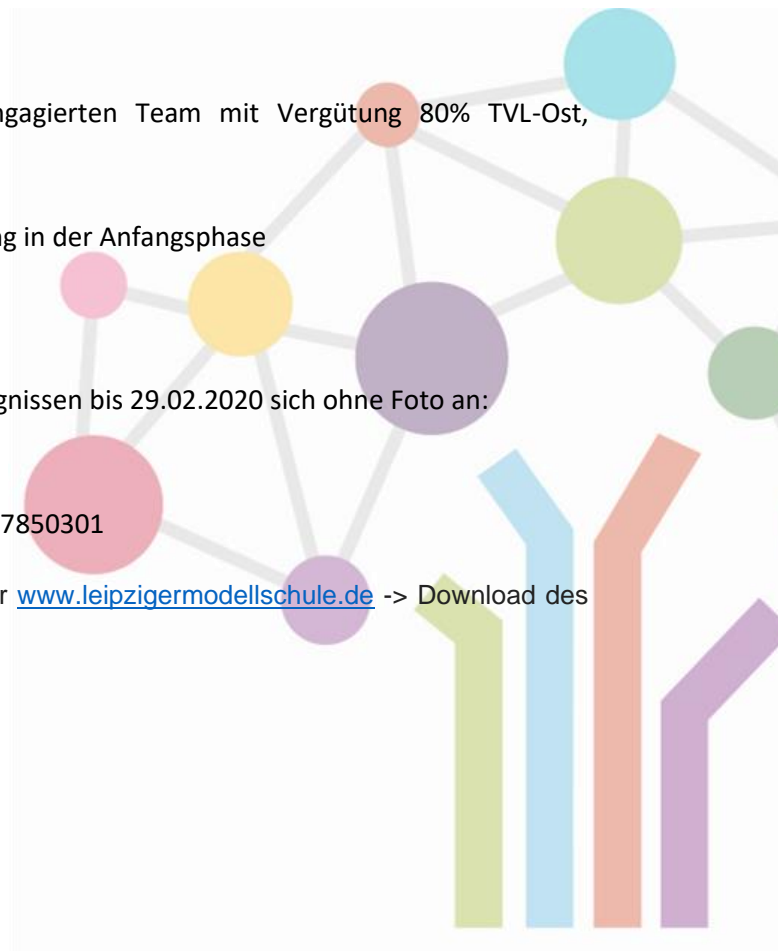 ngagierten Team mit Vergütung 80% TVL-Ost,
ng in der Anfangsphase
gnissen bis 29.02.2020 sich ohne Foto an:
7850301
r www.leipzigermodellschule.de -> Download des